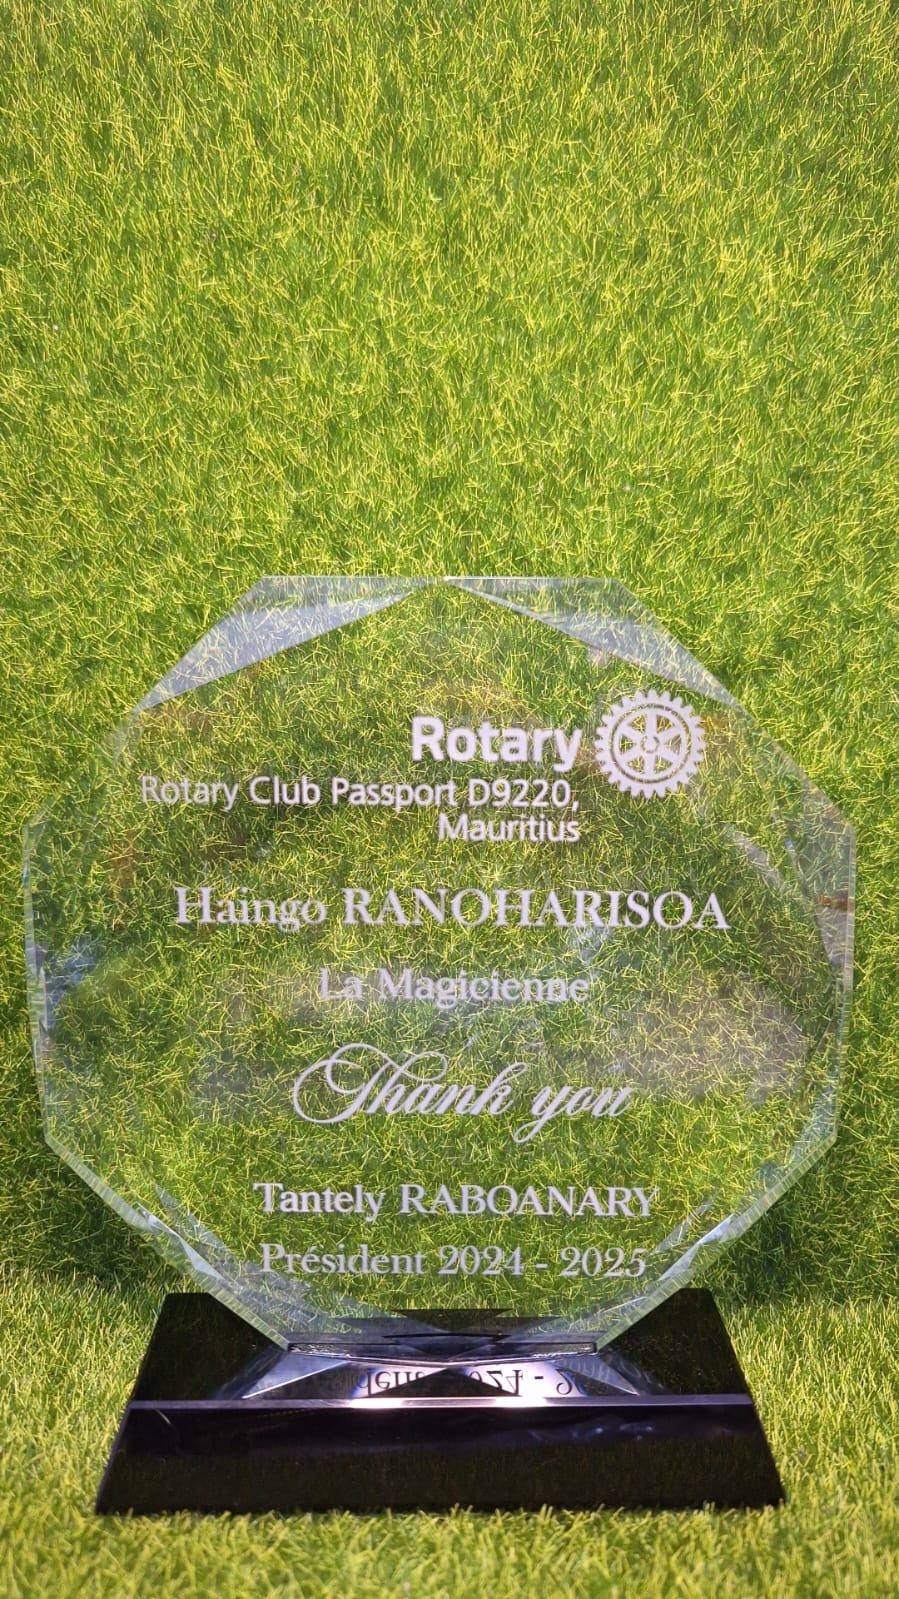 Rotary
Rotary Club Passport D9220,
Mauritius
Haingo RANOHARISOA
La Magicienne
Thank you
Tantely RABOANARY
Président 2024 - 2025